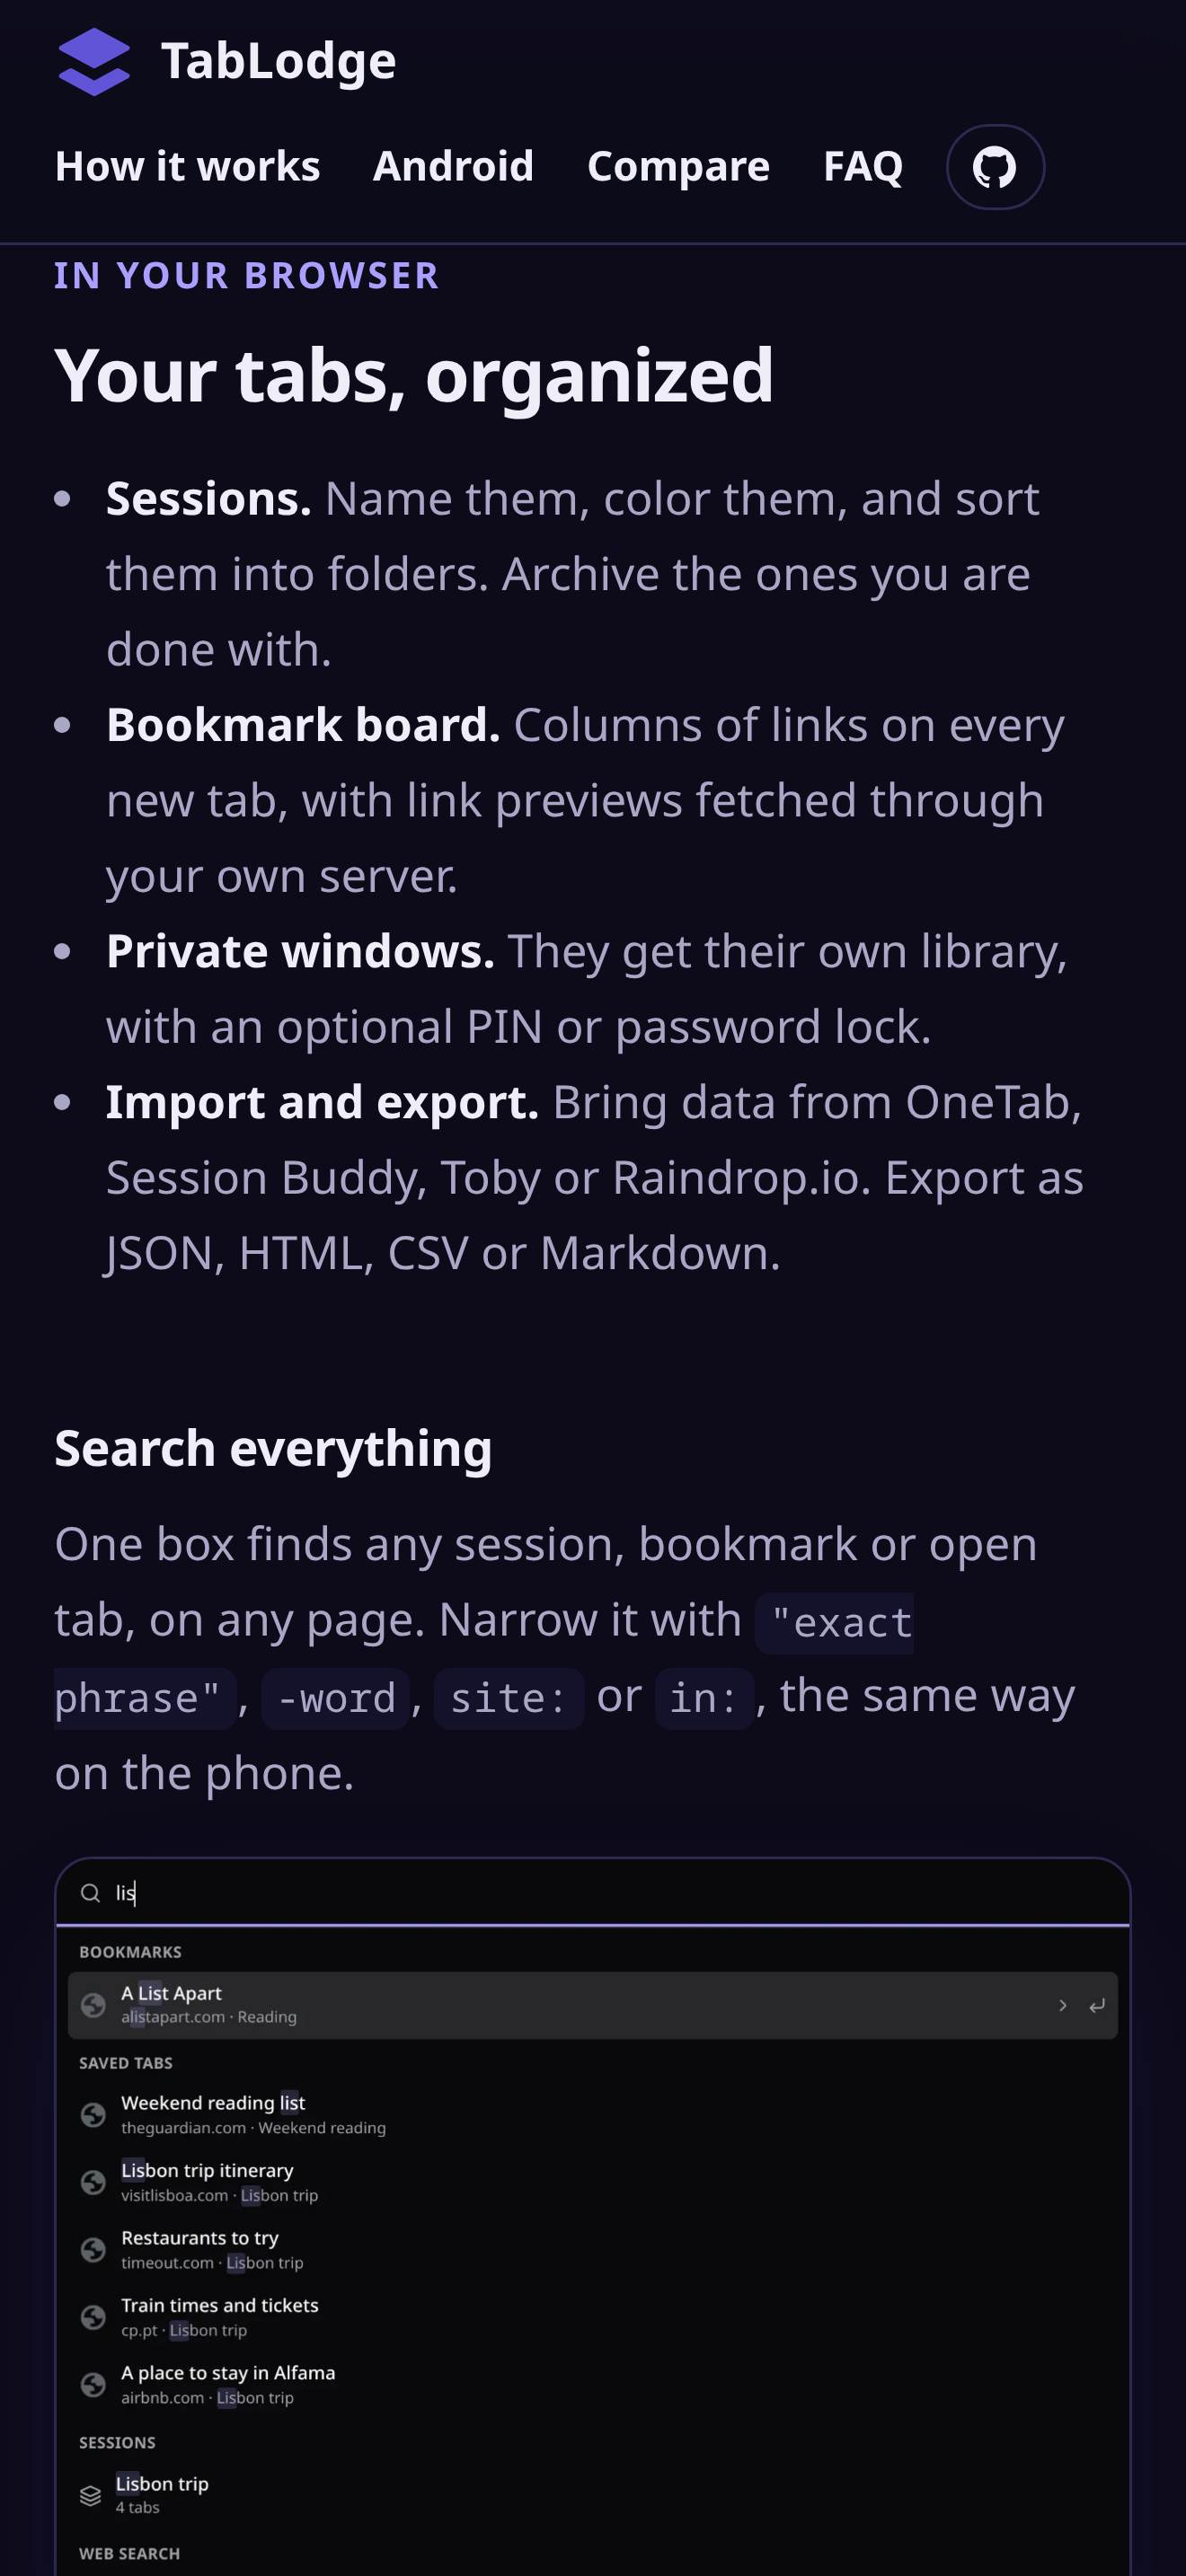 TabLodge
How it works Android Compare FAQ
IN YOUR BROWSER
Your tabs, organized
Sessions. Name them, color them, and sort
them into folders. Archive the ones you are
done with.
Bookmark board. Columns of links on every
new tab, with link previews fetched through
your own server.
Private windows. They get their own library,
with an optional PIN or password lock.
Import and export. Bring data from OneTab,
Session Buddy, Toby or Raindrop.io. Export as
JSON, HTML, CSV or Markdown.
Search everything
One box finds any session, bookmark or open
tab, on any page. Narrow it with "exact
phrase", -word, site: or in:, the same way
on the phone.
lis
BOOKMARKS
A List Apart
alistapart.com · Reading
SAVED TABS
Weekend reading list
theguardian.com · Weekend reading
Lisbon trip itinerary
visitlisboa.com · Lisbon trip
Restaurants to try
timeout.com · Lisbon trip
Train times and tickets
cp.pt · Lisbon trip
A place to stay in Alfama
airbnb.com · Lisbon trip
SESSIONS
Lisbon trip
4 tabs
WEB SEARCH